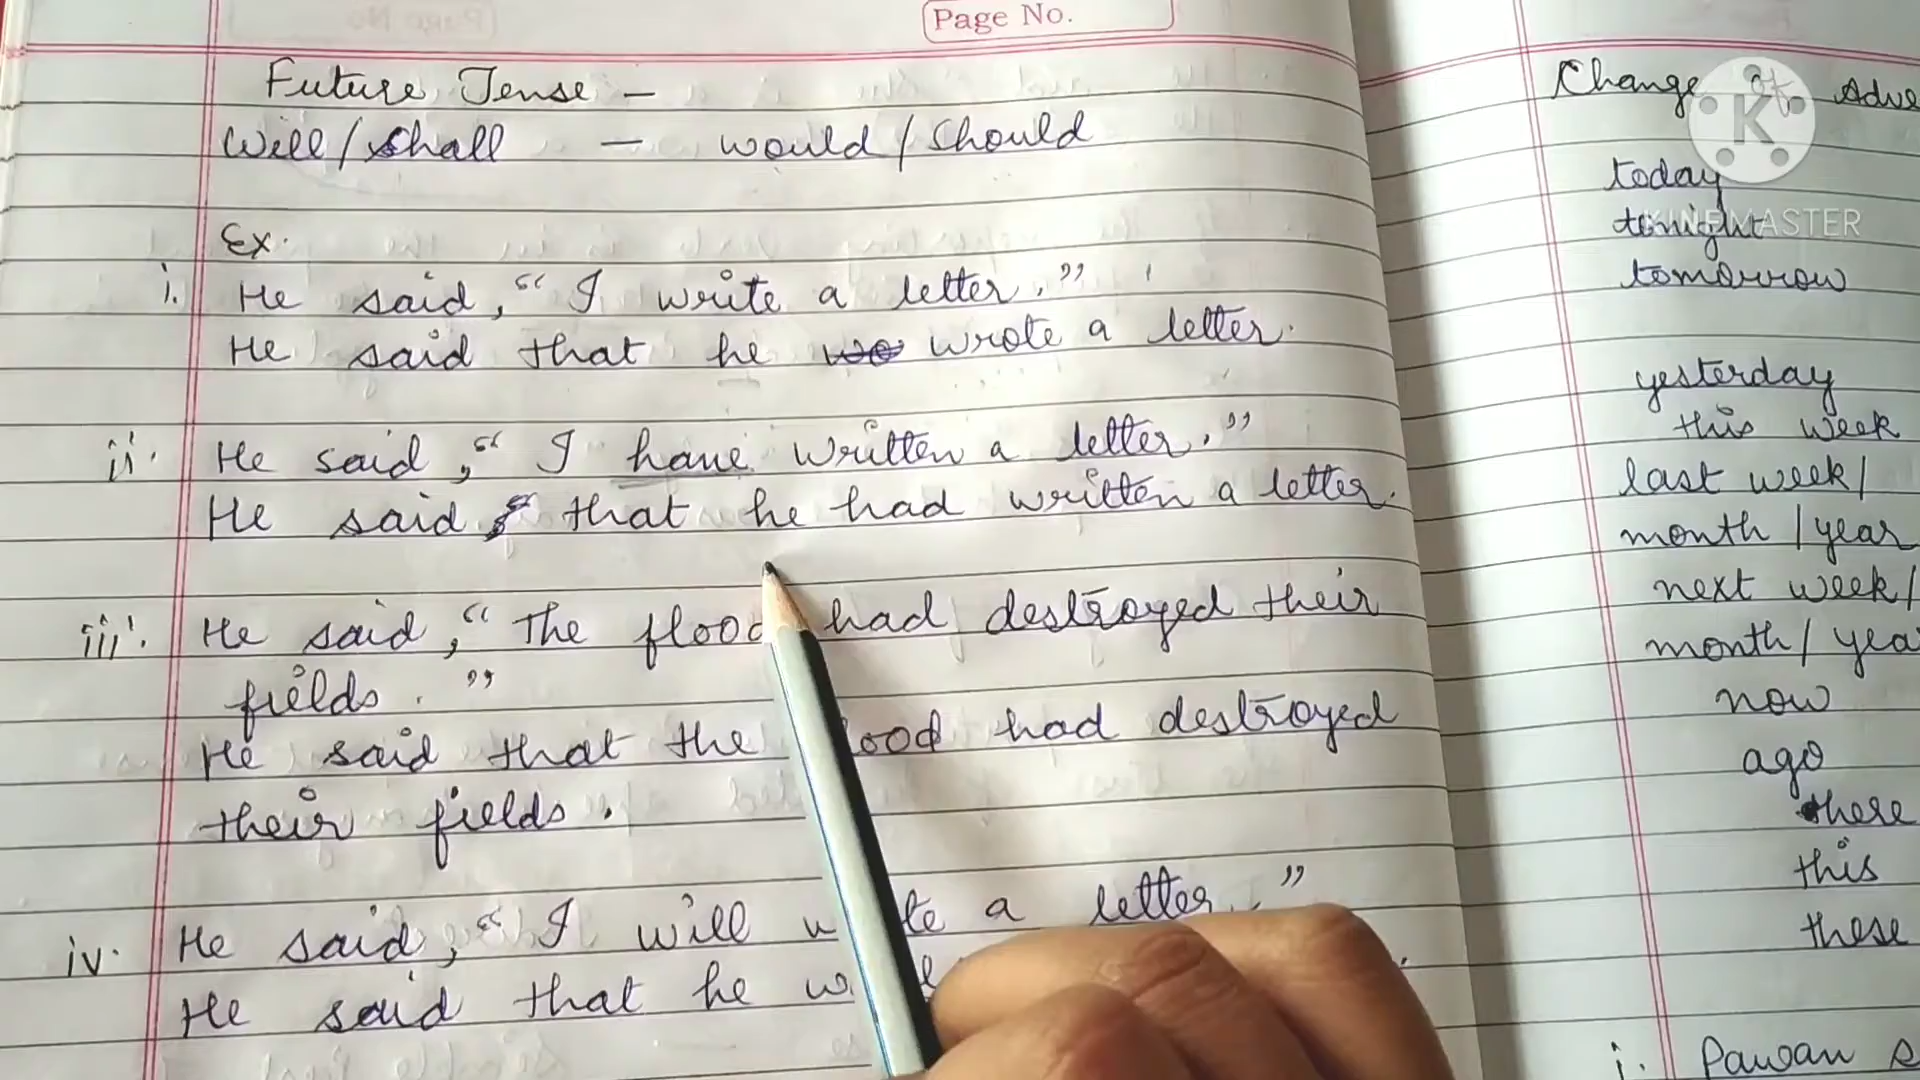 Page No.
Future Tense —
Will/shall — would/should
Ex.
i. He said, “I write a letter.”
He said that he wrote a letter.
ii. He said, “I have written a letter.”
He said that he had written a letter.
iii. He said, “The flood had destroyed their
fields.”
He said that the flood had destroyed
their fields.
iv. He said, “I will write a letter.”
He said that he
Change of
today
tonight
tomorrow
yesterday
this week
last week/
month/year
next week/
month/
now
ago
these
this
these
i. Pawan
K
KINEMASTER